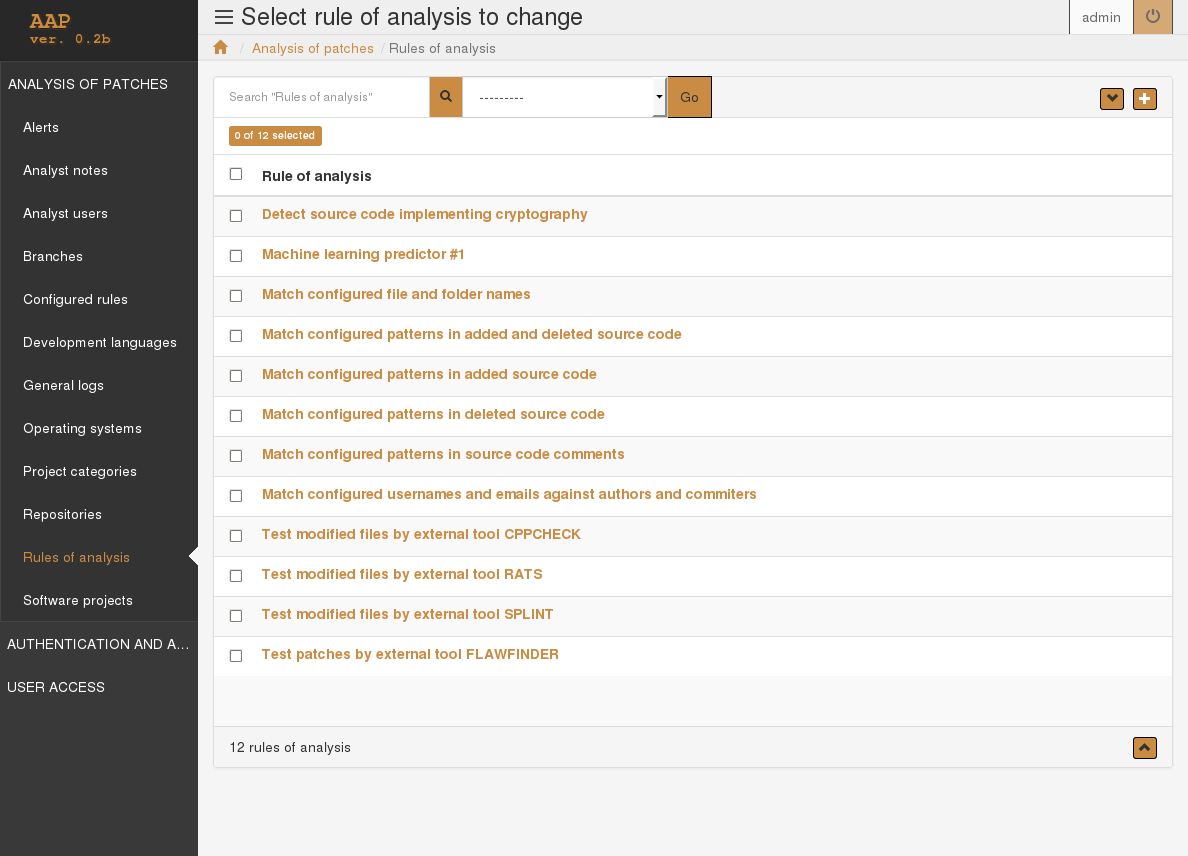 AAP
ver. 0.2b
Select rule of analysis to change
admin
/ Analysis of patches / Rules of analysis
ANALYSIS OF PATCHES
Alerts
Analyst notes
Analyst users
Branches
Configured rules
Development languages
General logs
Operating systems
Project categories
Repositories
Rules of analysis
Software projects
AUTHENTICATION AND A...
USER ACCESS
Search "Rules of analysis"
---------
Go
0 of 12 selected
Rule of analysis
Detect source code implementing cryptography
Machine learning predictor #1
Match configured file and folder names
Match configured patterns in added and deleted source code
Match configured patterns in added source code
Match configured patterns in deleted source code
Match configured patterns in source code comments
Match configured usernames and emails against authors and commiters
Test modified files by external tool CPPCHECK
Test modified files by external tool RATS
Test modified files by external tool SPLINT
Test patches by external tool FLAWFINDER
12 rules of analysis